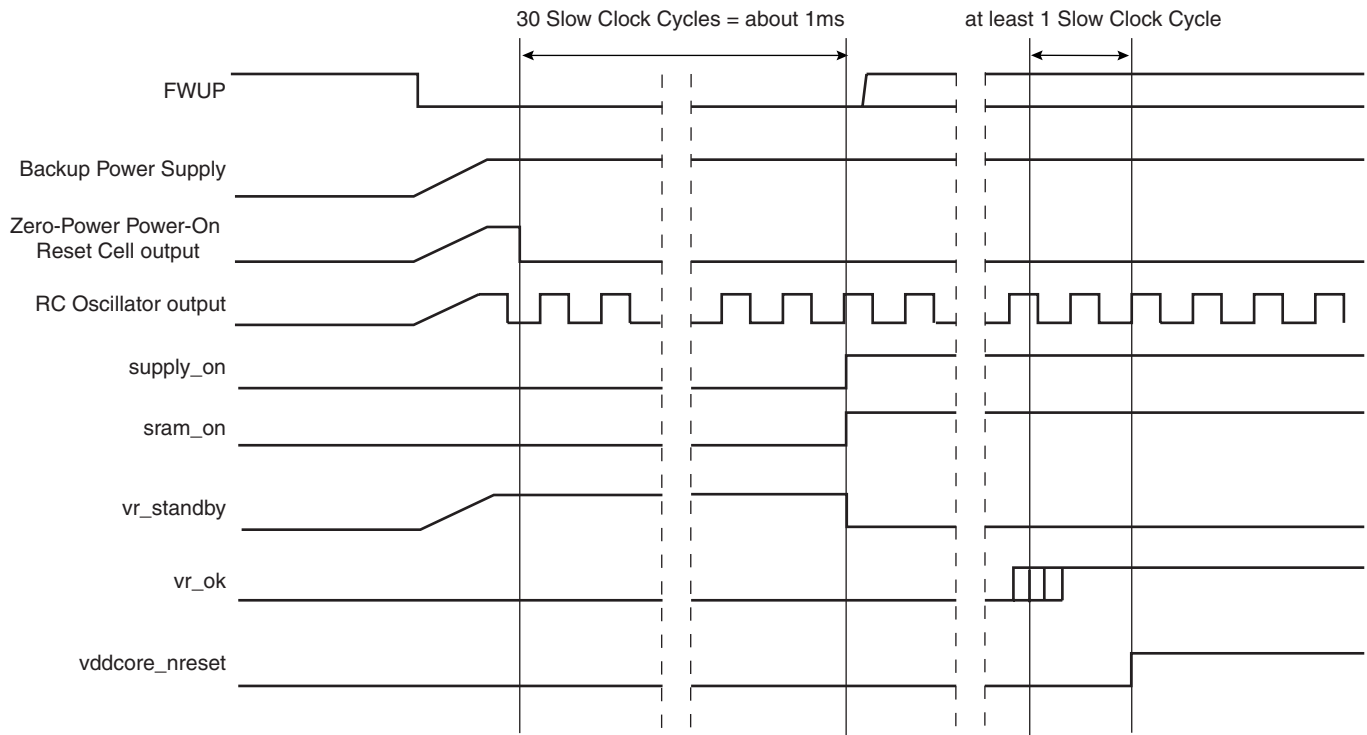 30 Slow Clock Cycles = about 1ms
at least 1 Slow Clock Cycle
FWUP
Backup Power Supply
Zero-Power Power-On
Reset Cell output
RC Oscillator output
supply_on
sram_on
vr_standby
vr_ok
vddcore_nreset